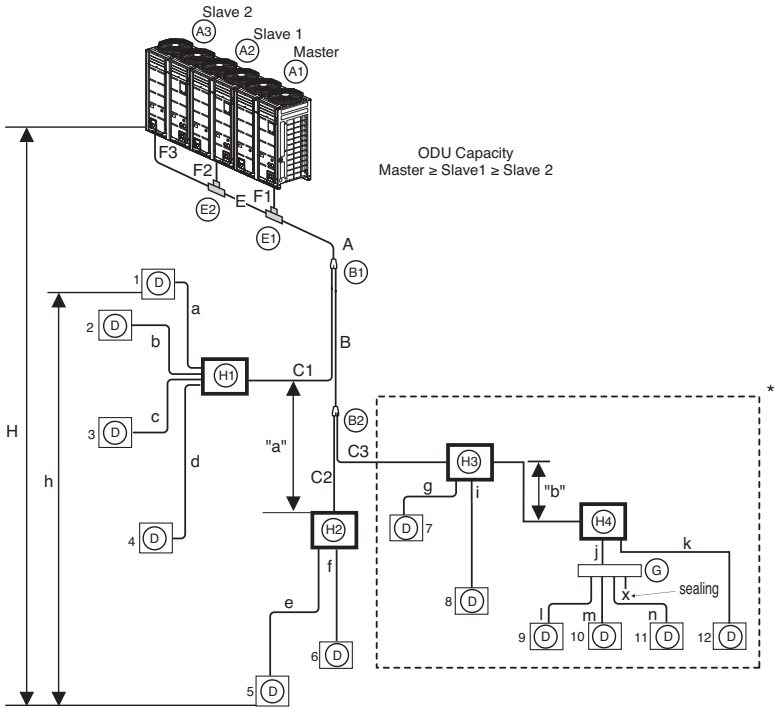 Slave 2
A3
Slave 1
A2
Master
A1
ODU Capacity
Master ≥ Slave1 ≥ Slave 2
F3
F2
E
F1
E2
E1
A
B1
1 D
a
2 D
b
B
H1
C1
*
H
h
c
3 D
d
"a"
B2
C3
H3
C2
g
i
"b"
4 D
H2
D 7
H4
j
k
f
G
e
8 D
x
sealing
l
m
n
9 D
10 D
11 D
12 D
6 D
5 D